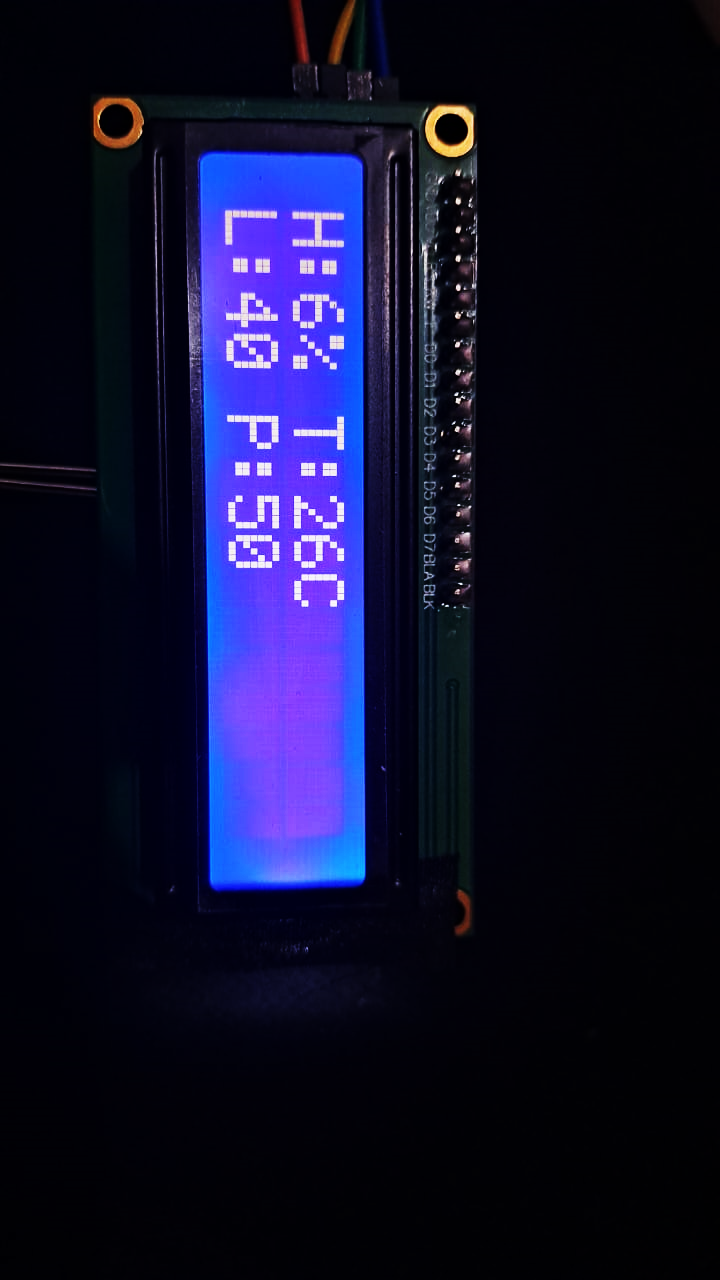 H:6% T:26C
L:40 P:50
D0 D1 D2 D3 D4 D5 D6 D7 BLA BLK